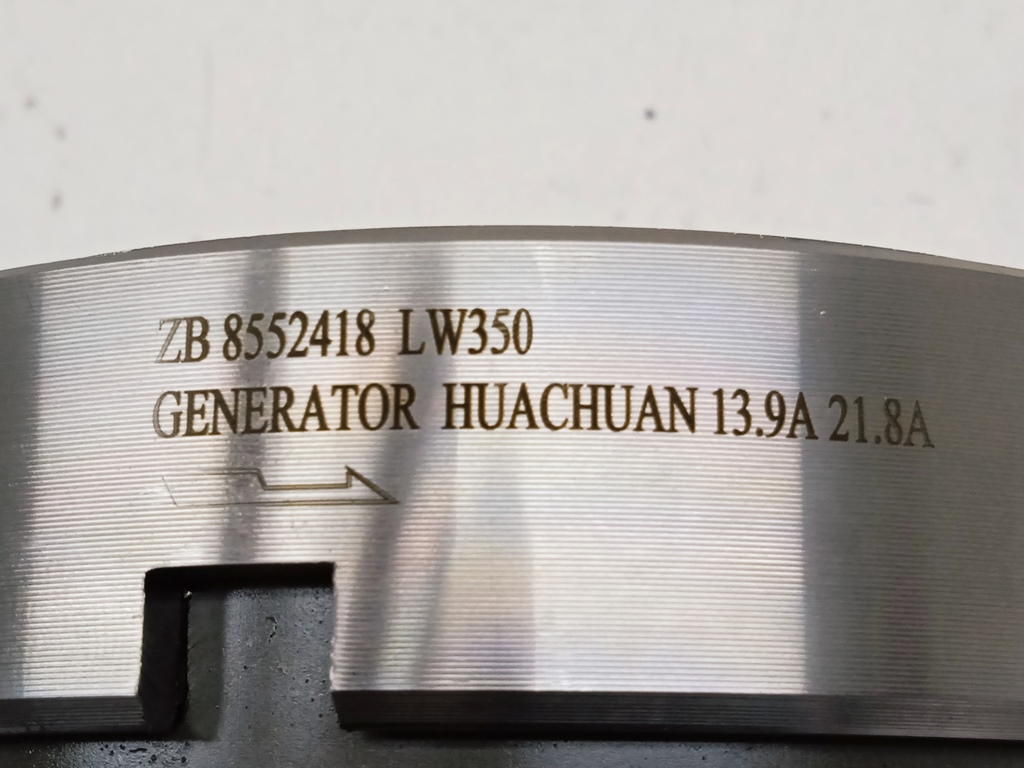 ZB 8552418 LW350
GENERATOR HUACHUAN 13.9A 21.8A